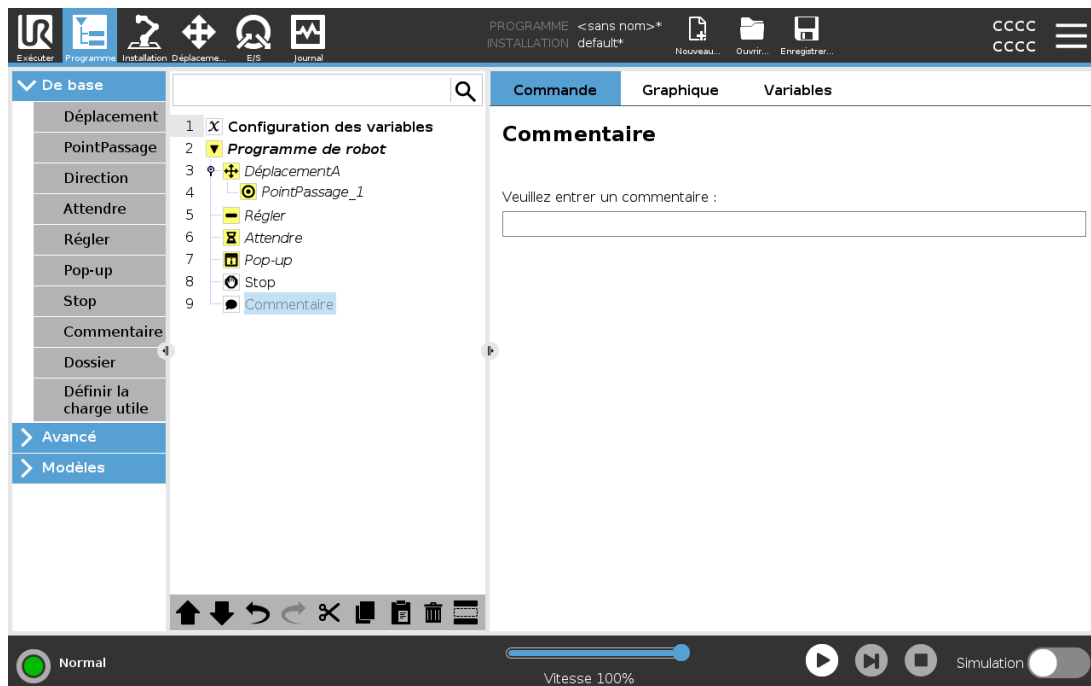 PROGRAMME <sans nom>*
INSTALLATION default*
CCCC
CCCC
Exécuter Programme Installation Déplaceme... E/S Journal Nouveau... Ouvrir... Enregistrer...
De base
Déplacement
PointPassage
Direction
Attendre
Régler
Pop-up
Stop
Commentaire
Dossier
Définir la
charge utile
Avancé
Modèles
1 x Configuration des variables
2 Programme de robot
3 DéplacementA
4 PointPassage_1
5 Régler
6 Attendre
7 Pop-up
8 Stop
9 Commentaire
Commande Graphique Variables
Commentaire
Veuillez entrer un commentaire :
Normal
Vitesse 100%
Simulation